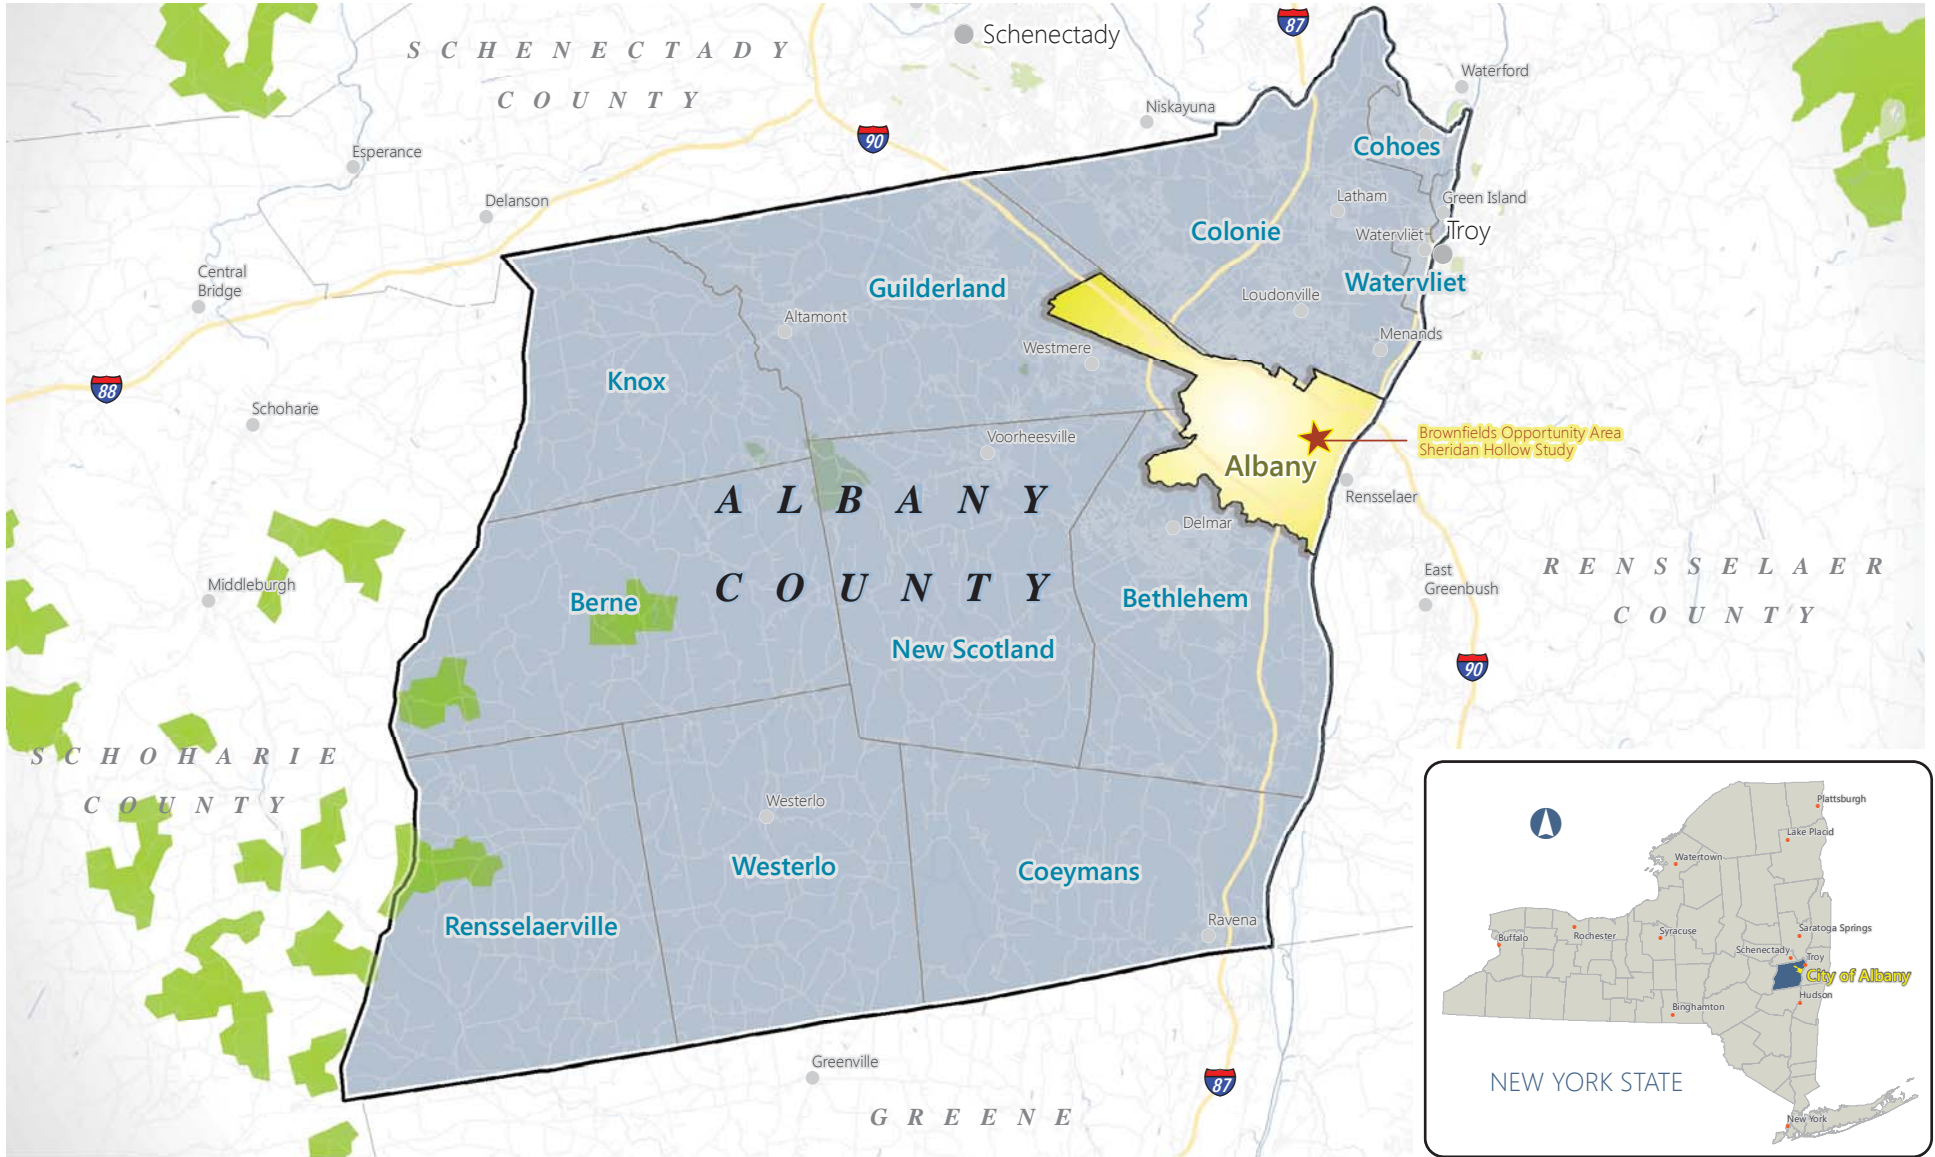 SCHENECTADY
COUNTY
Schenectady
87
Waterford
Niskayuna
90
Esperance
Cohoes
Delanson
Latham
Green Island
Colonie
Watervliet
Troy
Central
Bridge
Guilderland
Watervliet
Loudonville
Altamont
Menands
Westmere
Knox
88
Schoharie
Voorheesville
Brownfields Opportunity Area
Sheridan Hollow Study
Albany
Rensselaer
ALBANY
COUNTY
Delmar
East
Greenbush
RENSSELAER
COUNTY
Middleburgh
Berne
Bethlehem
New Scotland
90
SCHOHARIE
COUNTY
Westerlo
Westerlo
Coeymans
Rensselaerville
Ravena
Greenville
87
GREENE
Plattsburgh
Lake Placid
Watertown
Saratoga Springs
Buffalo
Rochester
Syracuse
Schenectady
Troy
City of Albany
Hudson
Binghamton
NEW YORK STATE
New York